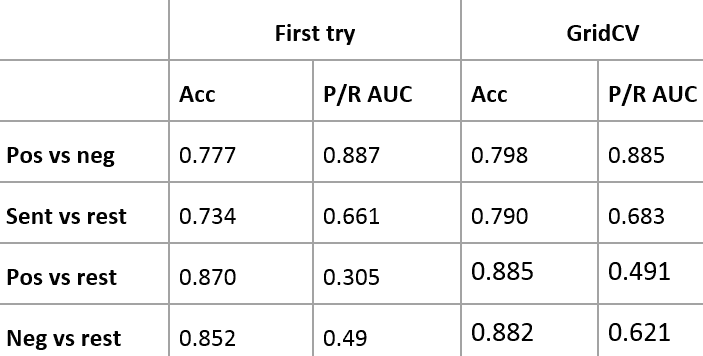 First try GridCV
Acc P/R AUC Acc P/R AUC
Pos vs neg 0.777 0.887 0.798 0.885
Sent vs rest 0.734 0.661 0.790 0.683
Pos vs rest 0.870 0.305 0.885 0.491
Neg vs rest 0.852 0.49 0.882 0.621